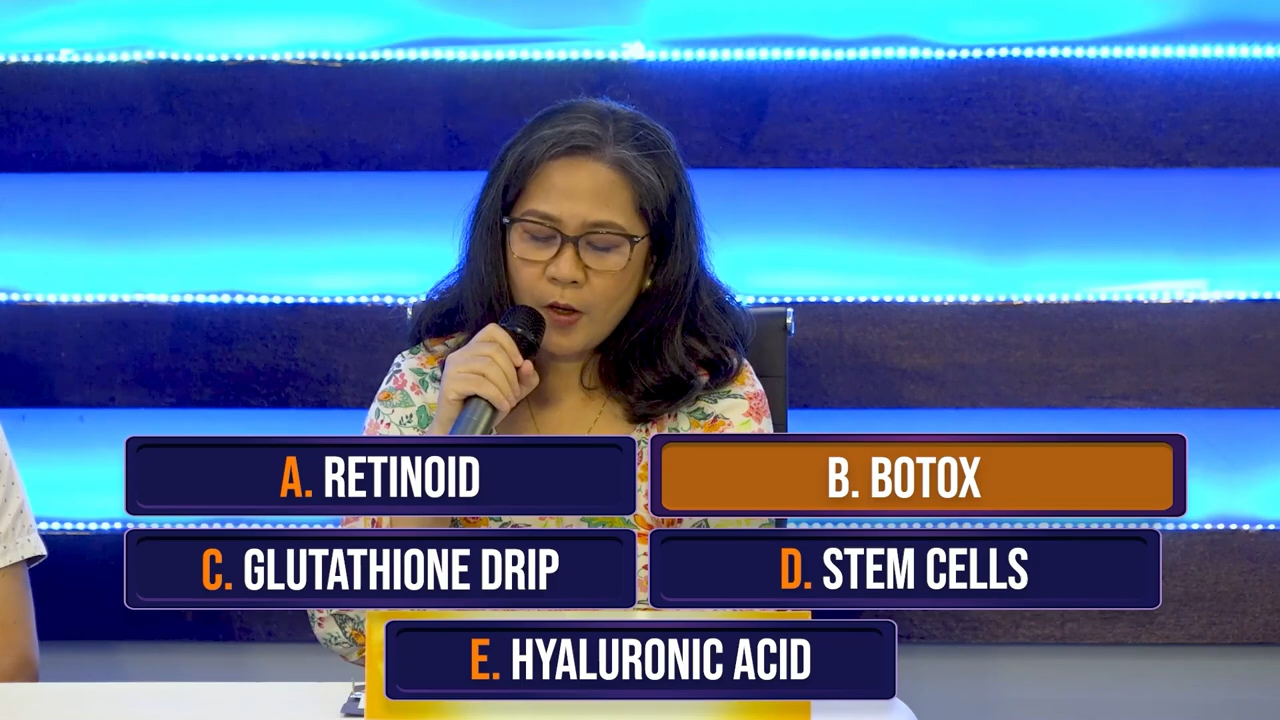 A. RETINOID
B. BOTOX
C. GLUTATHIONE DRIP
D. STEM CELLS
E. HYALURONIC ACID